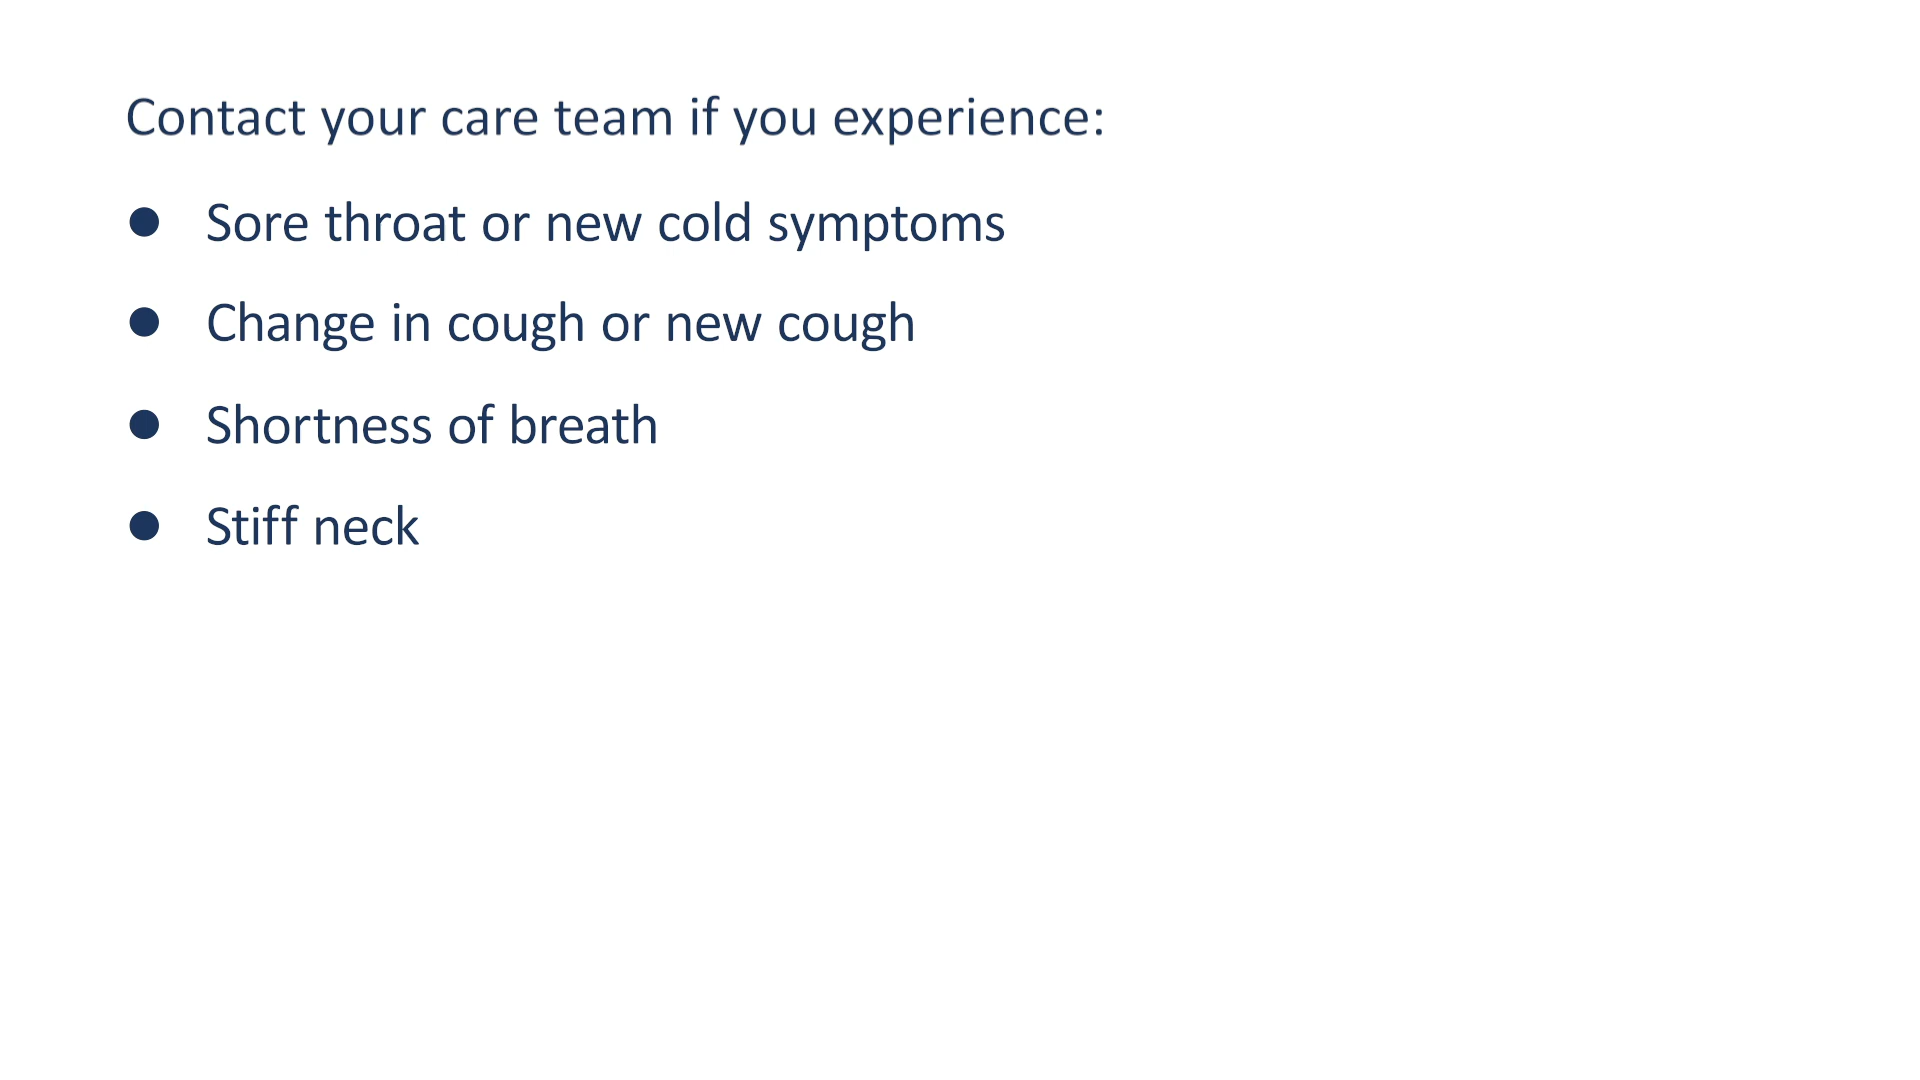 Contact your care team if you experience:
● Sore throat or new cold symptoms
● Change in cough or new cough
● Shortness of breath
● Stiff neck